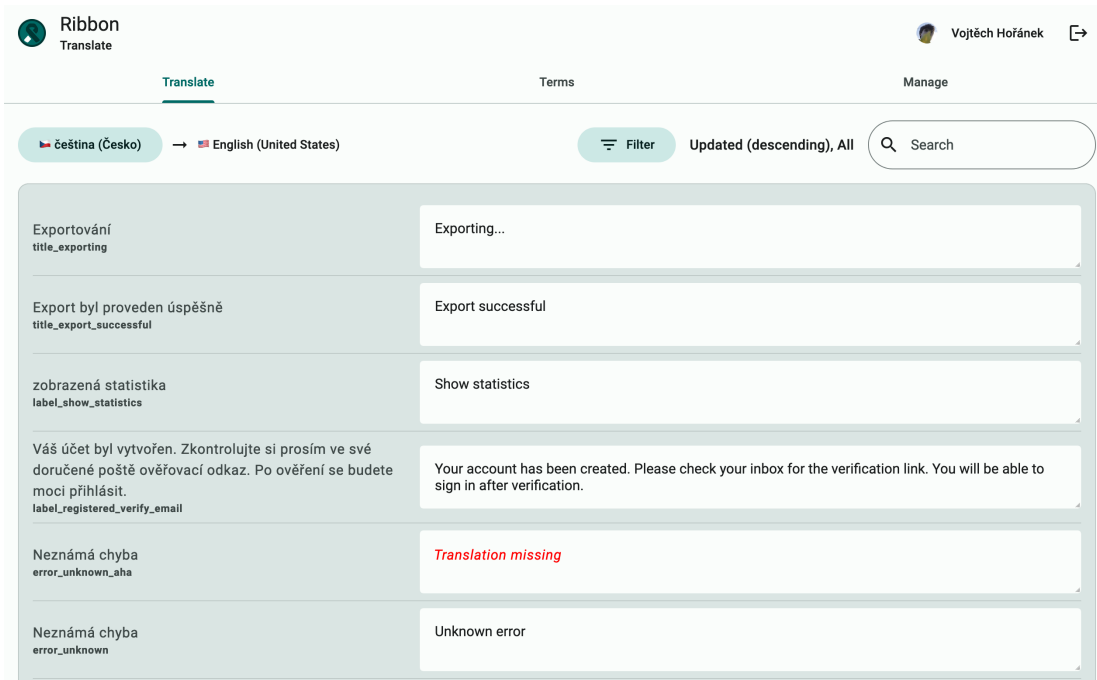 Ribbon
Translate
Vojtěch Hořánek
Translate
Terms
Manage
čeština (Česko)
→
English (United States)
Filter
Updated (descending), All
Search
Exportování
title_exporting
Exporting...
Export byl proveden úspěšně
title_export_successful
Export successful
zobrazená statistika
label_show_statistics
Show statistics
Váš účet byl vytvořen. Zkontrolujte si prosím ve své
doručené poště ověřovací odkaz. Po ověření se budete
moci přihlásit.
label_registered_verify_email
Your account has been created. Please check your inbox for the verification link. You will be able to
sign in after verification.
Neznámá chyba
error_unknown_aha
Translation missing
Neznámá chyba
error_unknown
Unknown error